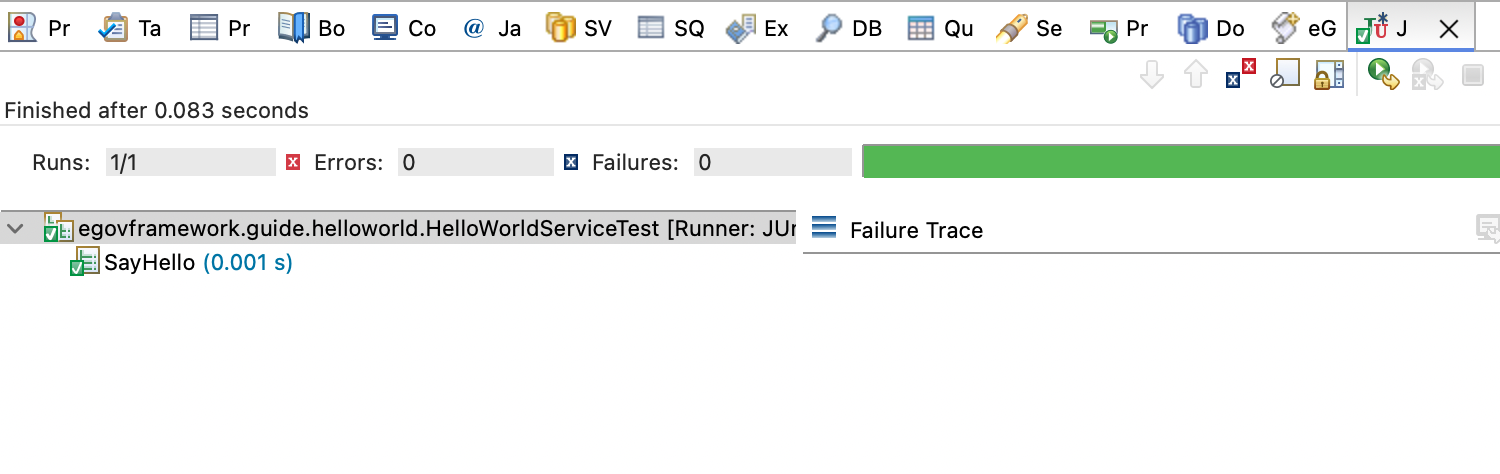 Pr Ta Pr Bo Co @ Ja SV SQ Ex DB Qu Se Pr Do eG JU J
Finished after 0.083 seconds
Runs: 1/1 Errors: 0 Failures: 0
egovframework.guide.helloworld.HelloWorldServiceTest [Runner: JUr
Failure Trace
SayHello (0.001 s)